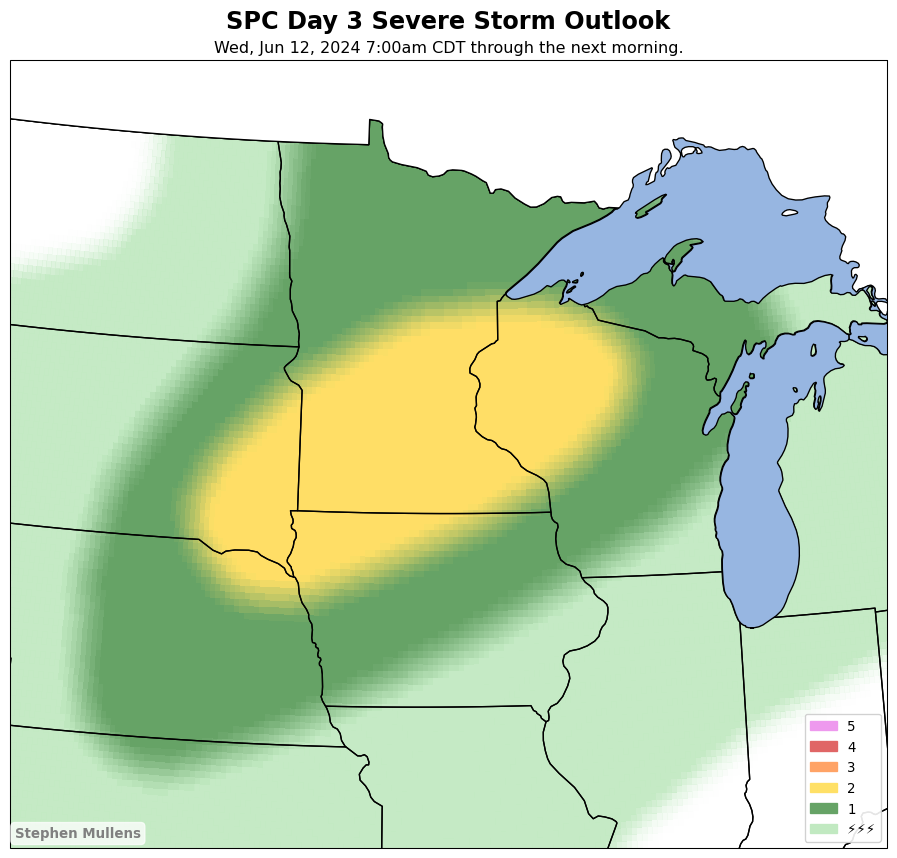 SPC Day 3 Severe Storm Outlook
Wed, Jun 12, 2024 7:00am CDT through the next morning.
5
4
3
2
1
⚡⚡⚡
Stephen Mullens